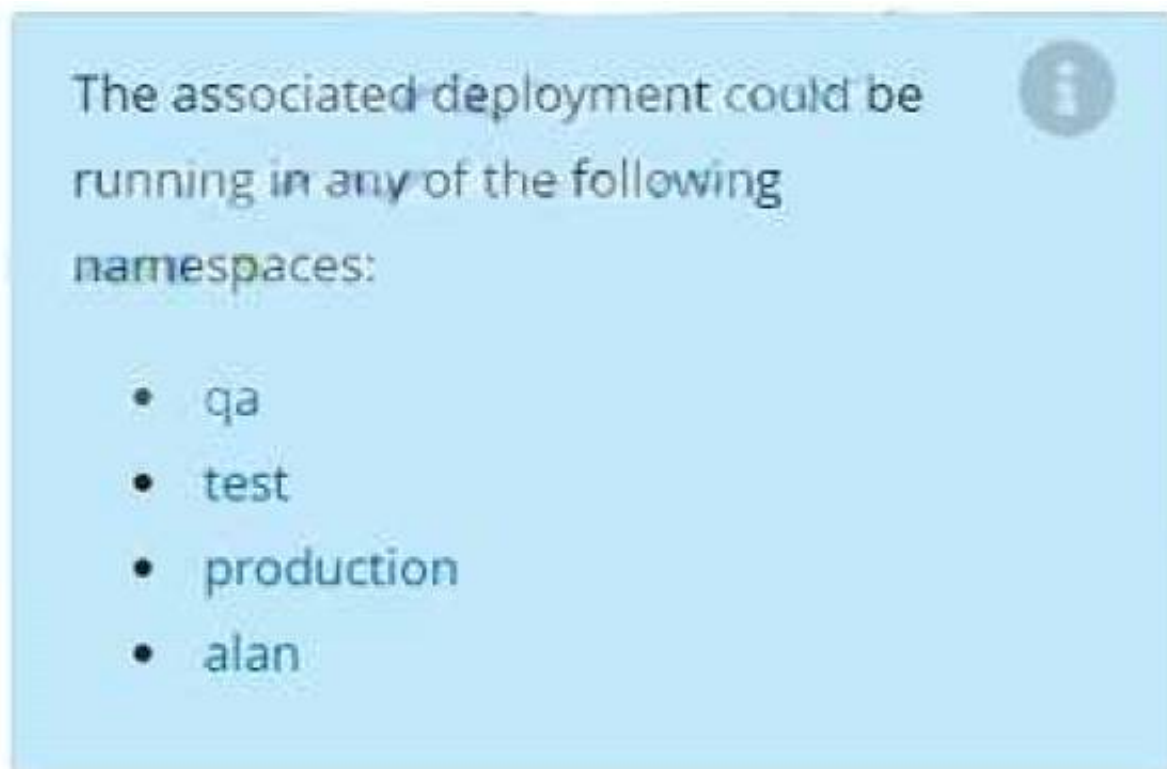 The associated deployment could be
running in any of the following
namespaces:
• qa
• test
• production
• alan